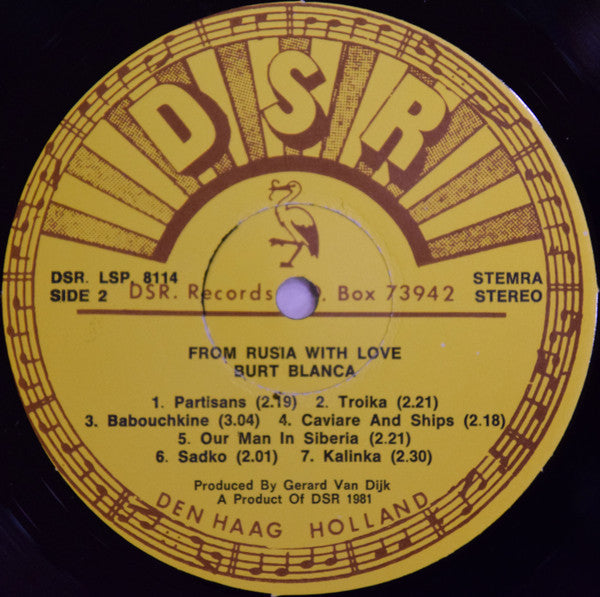 DSR
DSR. LSP. 8114
SIDE 2
STEMRA
STEREO
DSR. Records . Box 73942
FROM RUSIA WITH LOVE
BURT BLANCA
1. Partisans (2.19) 2. Troika (2.21)
3. Babouchkine (3.04) 4. Caviare And Ships (2.18)
5. Our Man In Siberia (2.21)
6. Sadko (2.01) 7. Kalinka (2.30)
Produced By Gerard Van Dijk
A Product Of DSR 1981
DEN HAAG HOLLAND